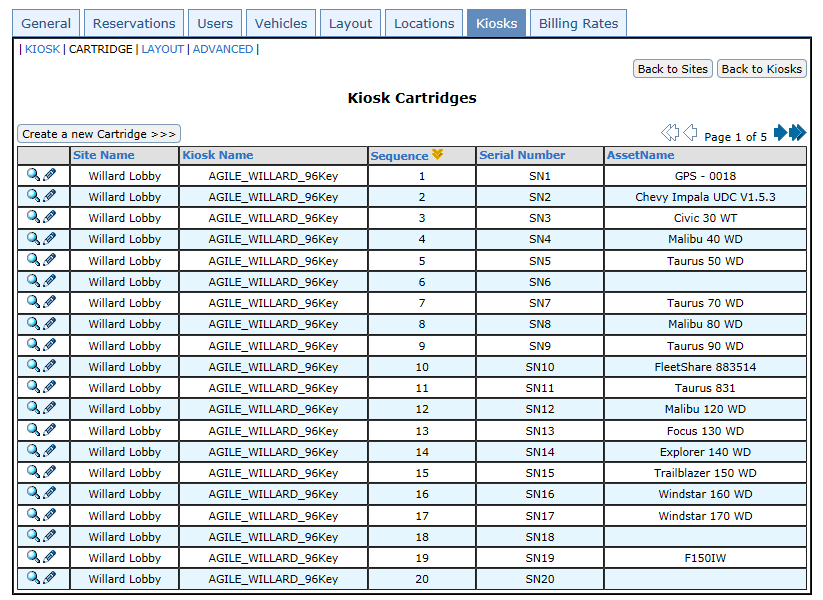 General Reservations Users Vehicles Layout Locations Kiosks Billing Rates
| KIOSK | CARTRIDGE | LAYOUT | ADVANCED |
Back to Sites Back to Kiosks
Kiosk Cartridges
Create a new Cartridge >>> Page 1 of 5
Site Name Kiosk Name Sequence Serial Number AssetName
Willard Lobby AGILE_WILLARD_96Key 1 SN1 GPS - 0018
Willard Lobby AGILE_WILLARD_96Key 2 SN2 Chevy Impala UDC V1.5.3
Willard Lobby AGILE_WILLARD_96Key 3 SN3 Civic 30 WT
Willard Lobby AGILE_WILLARD_96Key 4 SN4 Malibu 40 WD
Willard Lobby AGILE_WILLARD_96Key 5 SN5 Taurus 50 WD
Willard Lobby AGILE_WILLARD_96Key 6 SN6
Willard Lobby AGILE_WILLARD_96Key 7 SN7 Taurus 70 WD
Willard Lobby AGILE_WILLARD_96Key 8 SN8 Malibu 80 WD
Willard Lobby AGILE_WILLARD_96Key 9 SN9 Taurus 90 WD
Willard Lobby AGILE_WILLARD_96Key 10 SN10 FleetShare 883514
Willard Lobby AGILE_WILLARD_96Key 11 SN11 Taurus 831
Willard Lobby AGILE_WILLARD_96Key 12 SN12 Malibu 120 WD
Willard Lobby AGILE_WILLARD_96Key 13 SN13 Focus 130 WD
Willard Lobby AGILE_WILLARD_96Key 14 SN14 Explorer 140 WD
Willard Lobby AGILE_WILLARD_96Key 15 SN15 Trailblazer 150 WD
Willard Lobby AGILE_WILLARD_96Key 16 SN16 Windstar 160 WD
Willard Lobby AGILE_WILLARD_96Key 17 SN17 Windstar 170 WD
Willard Lobby AGILE_WILLARD_96Key 18 SN18
Willard Lobby AGILE_WILLARD_96Key 19 SN19 F150IW
Willard Lobby AGILE_WILLARD_96Key 20 SN20